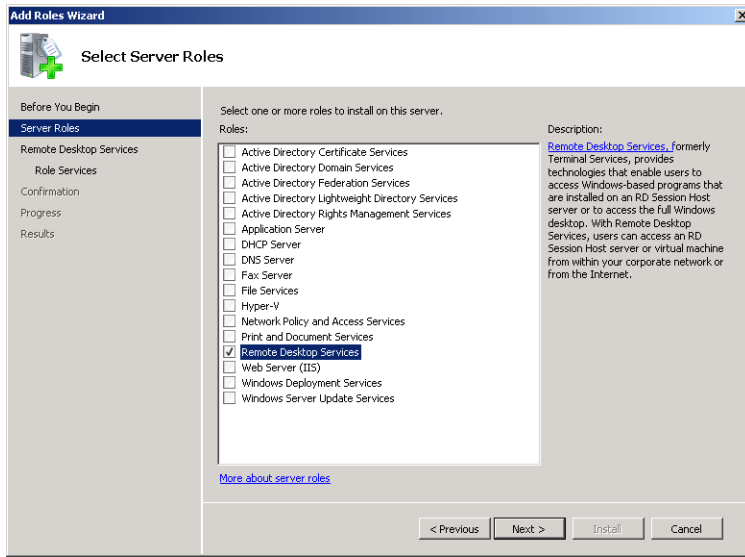 Add Roles Wizard
Select Server Roles
Before You Begin
Server Roles
Remote Desktop Services
Role Services
Confirmation
Progress
Results
Select one or more roles to install on this server.
Roles:
Active Directory Certificate Services
Active Directory Domain Services
Active Directory Federation Services
Active Directory Lightweight Directory Services
Active Directory Rights Management Services
Application Server
DHCP Server
DNS Server
Fax Server
File Services
Hyper-V
Network Policy and Access Services
Print and Document Services
Remote Desktop Services
Web Server (IIS)
Windows Deployment Services
Windows Server Update Services
More about server roles
Description:
Remote Desktop Services, formerly
Terminal Services, provides
technologies that enable users to
access Windows-based programs that
are installed on an RD Session Host
server or to access the full Windows
desktop. With Remote Desktop
Services, users can access an RD
Session Host server or virtual machine
from within your corporate network or
from the Internet.
< Previous
Next >
Install
Cancel